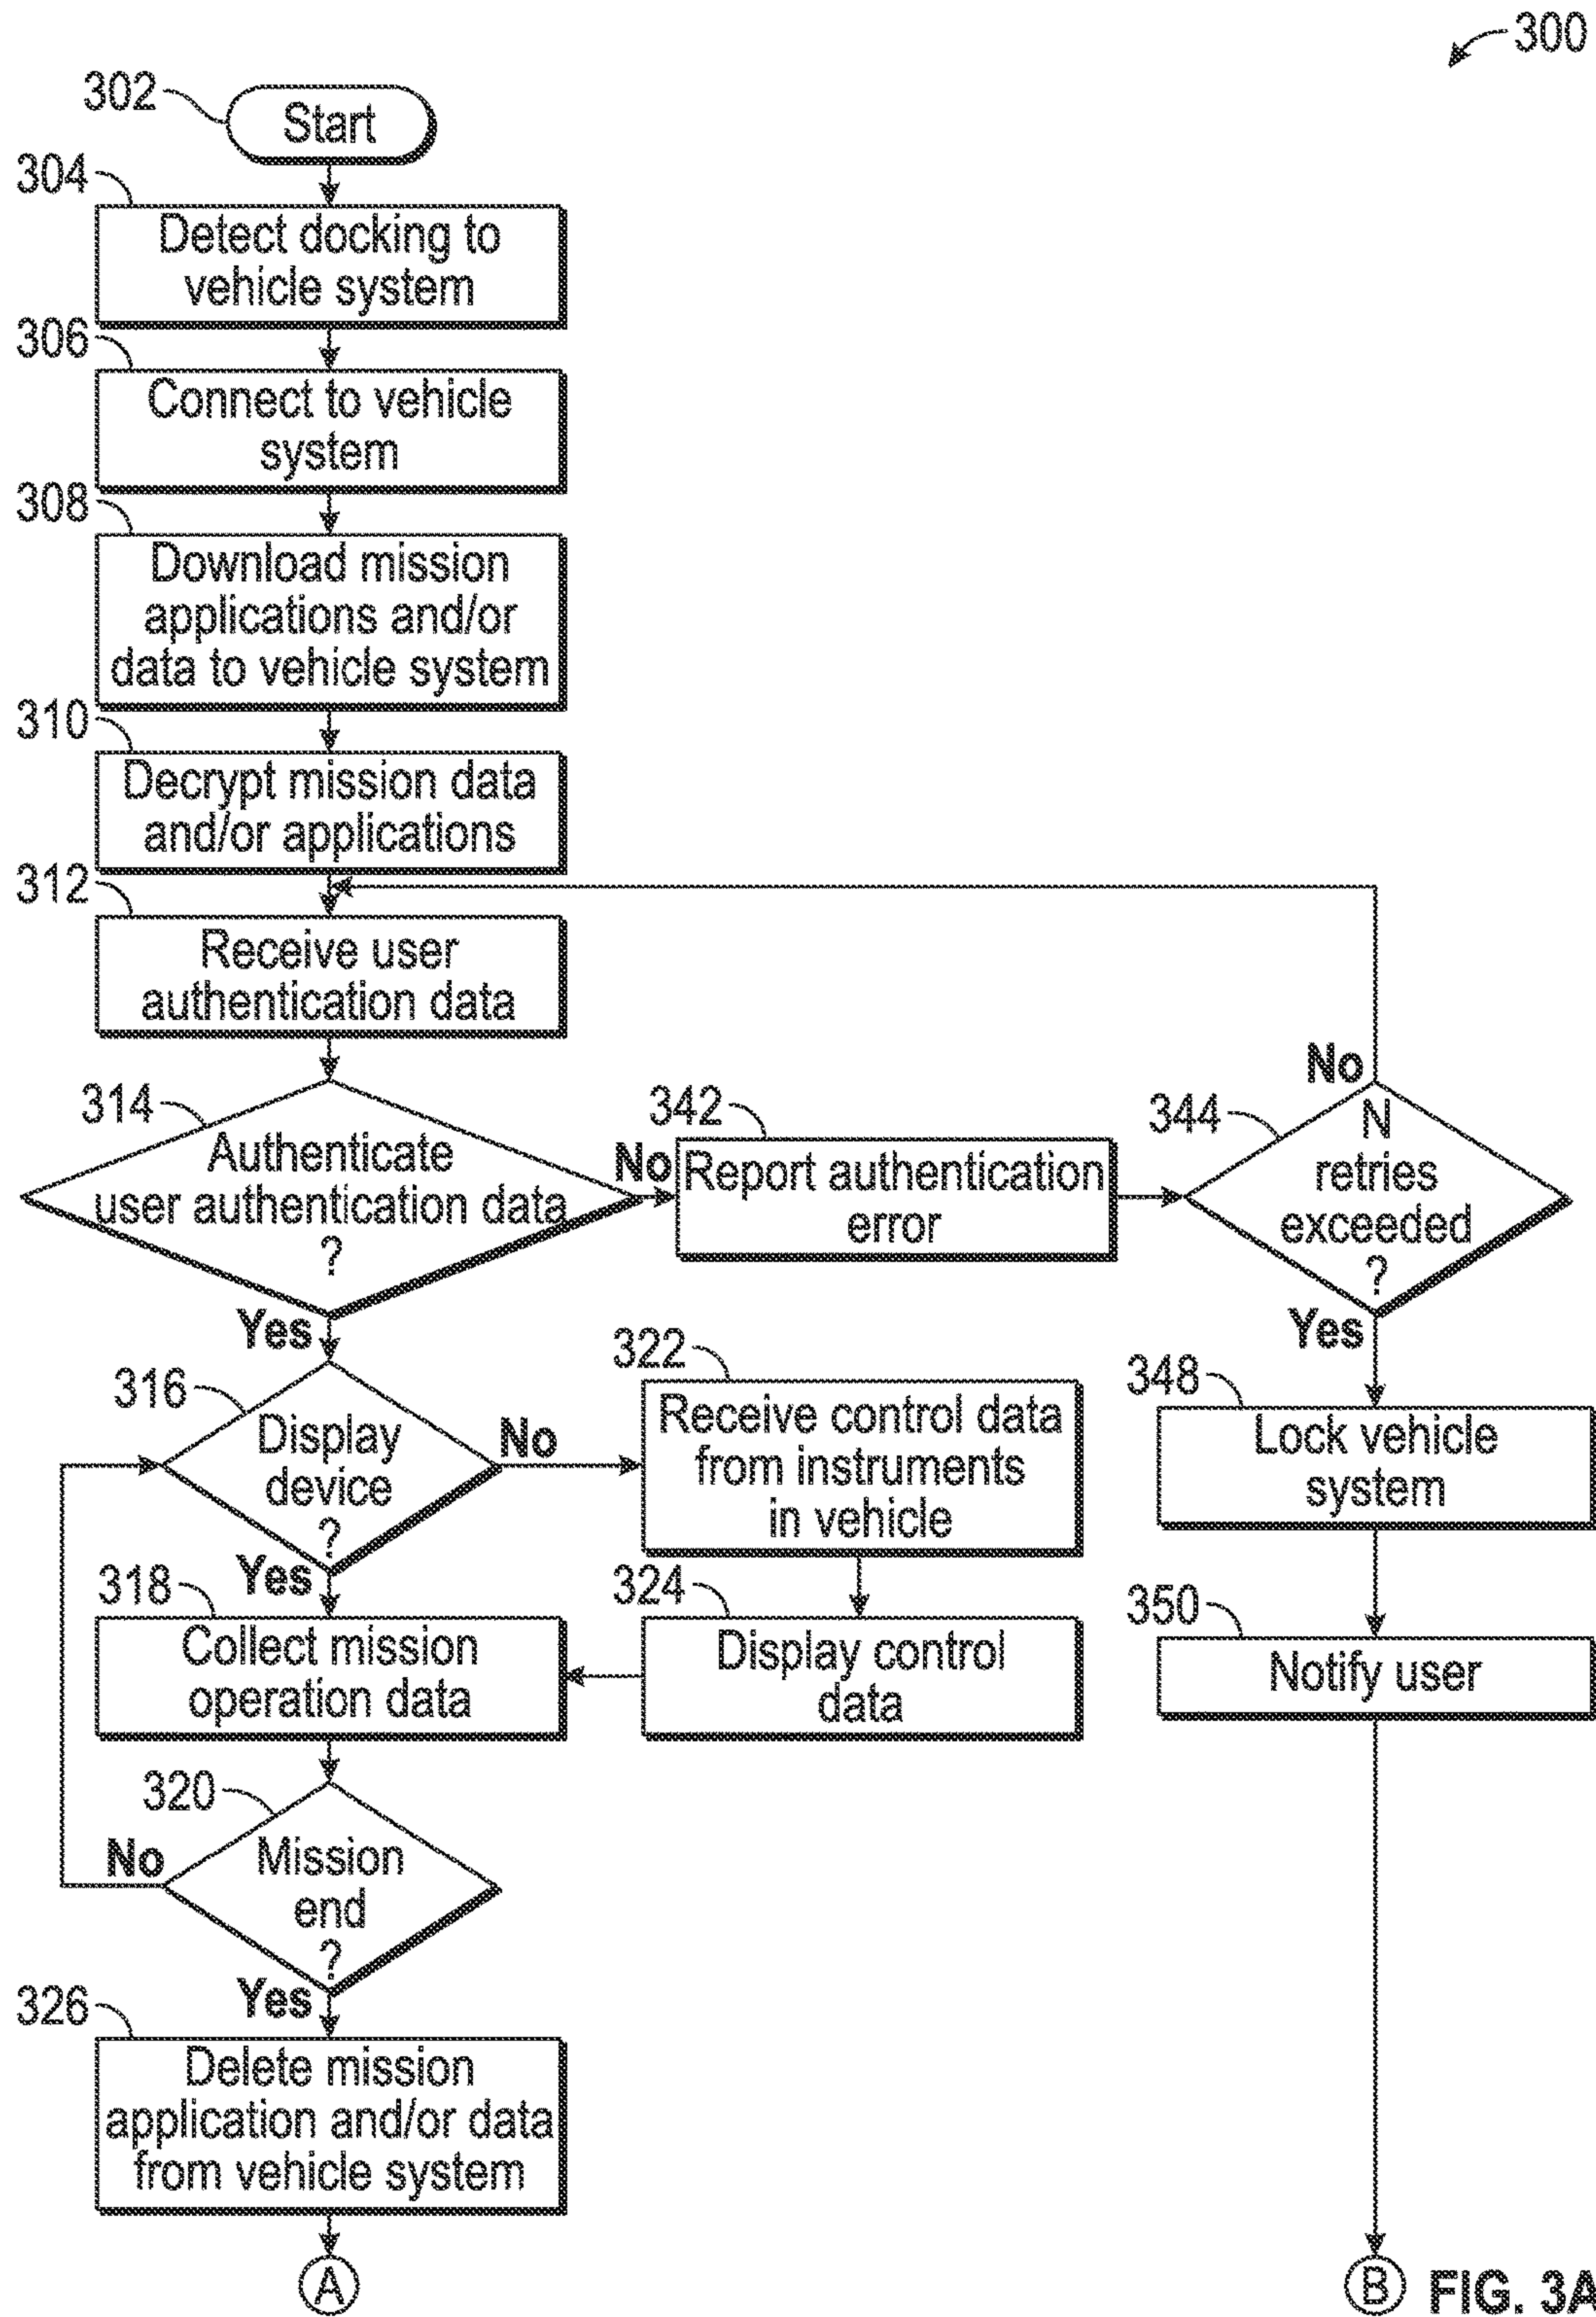 300
302
Start
304
Detect docking to
vehicle system
306
Connect to vehicle
system
308
Download mission
applications and/or
data to vehicle system
310
Decrypt mission data
and/or applications
312
Receive user
authentication data
314
Authenticate
user authentication data
?
No
Yes
342
Report authentication
error
344
N
retries
exceeded
?
No
Yes
316
Display
device
?
No
Yes
322
Receive control data
from instruments
in vehicle
348
Lock vehicle
system
318
Collect mission
operation data
324
Display control
data
350
Notify user
320
Mission
end
?
No
Yes
326
Delete mission
application and/or data
from vehicle system
A
B
FIG. 3A